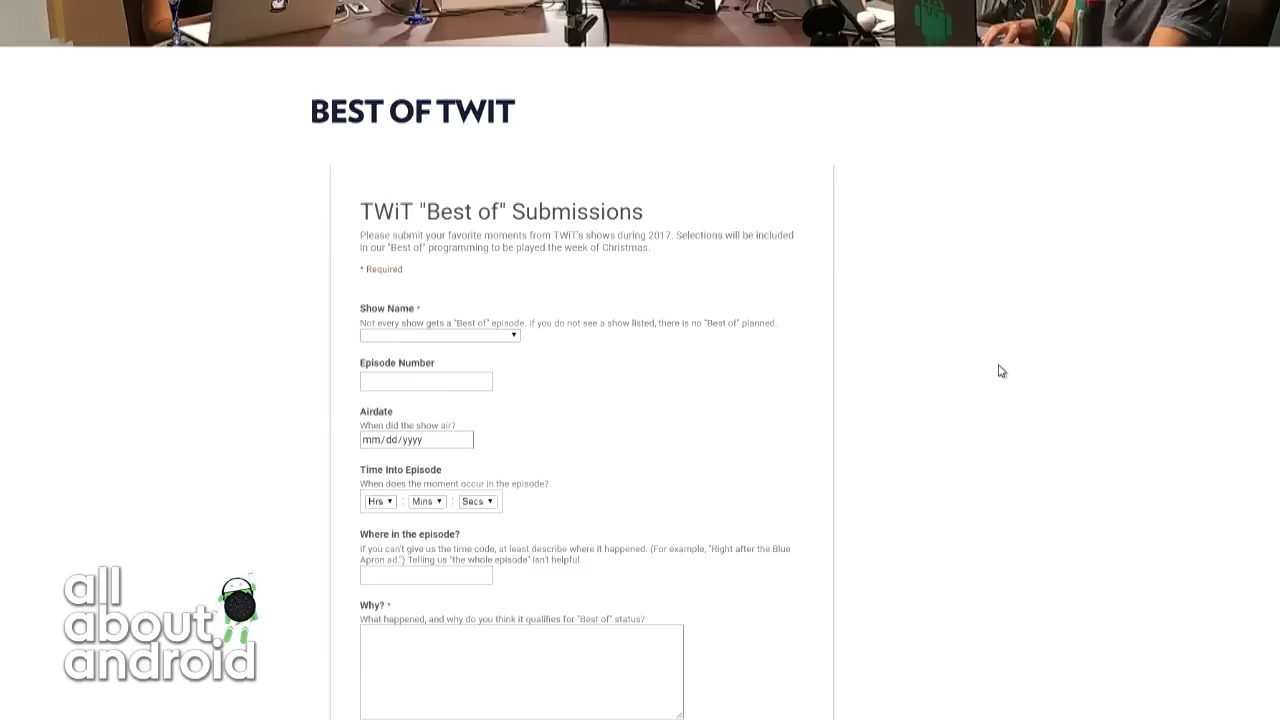 BEST OF TWIT
TWiT "Best of" Submissions
Please submit your favorite moments from TWiT's shows during 2017. Selections will be included
in our "Best of" programming to be played the week of Christmas.
* Required
Show Name *
Not every show gets a "Best of" episode. If you do not see a show listed, there is no "Best of" planned.
Episode Number
Airdate
When did the show air?
mm/dd/yyyy
Time Into Episode
When does the moment occur in the episode?
Hrs : Mins : Secs
Where in the episode?
If you can't give us the time code, at least describe where it happened. (For example, "Right after the Blue
Apron ad.") Telling us "the whole episode" isn't helpful.
Why? *
What happened, and why do you think it qualifies for "Best of" status?
all
about
android